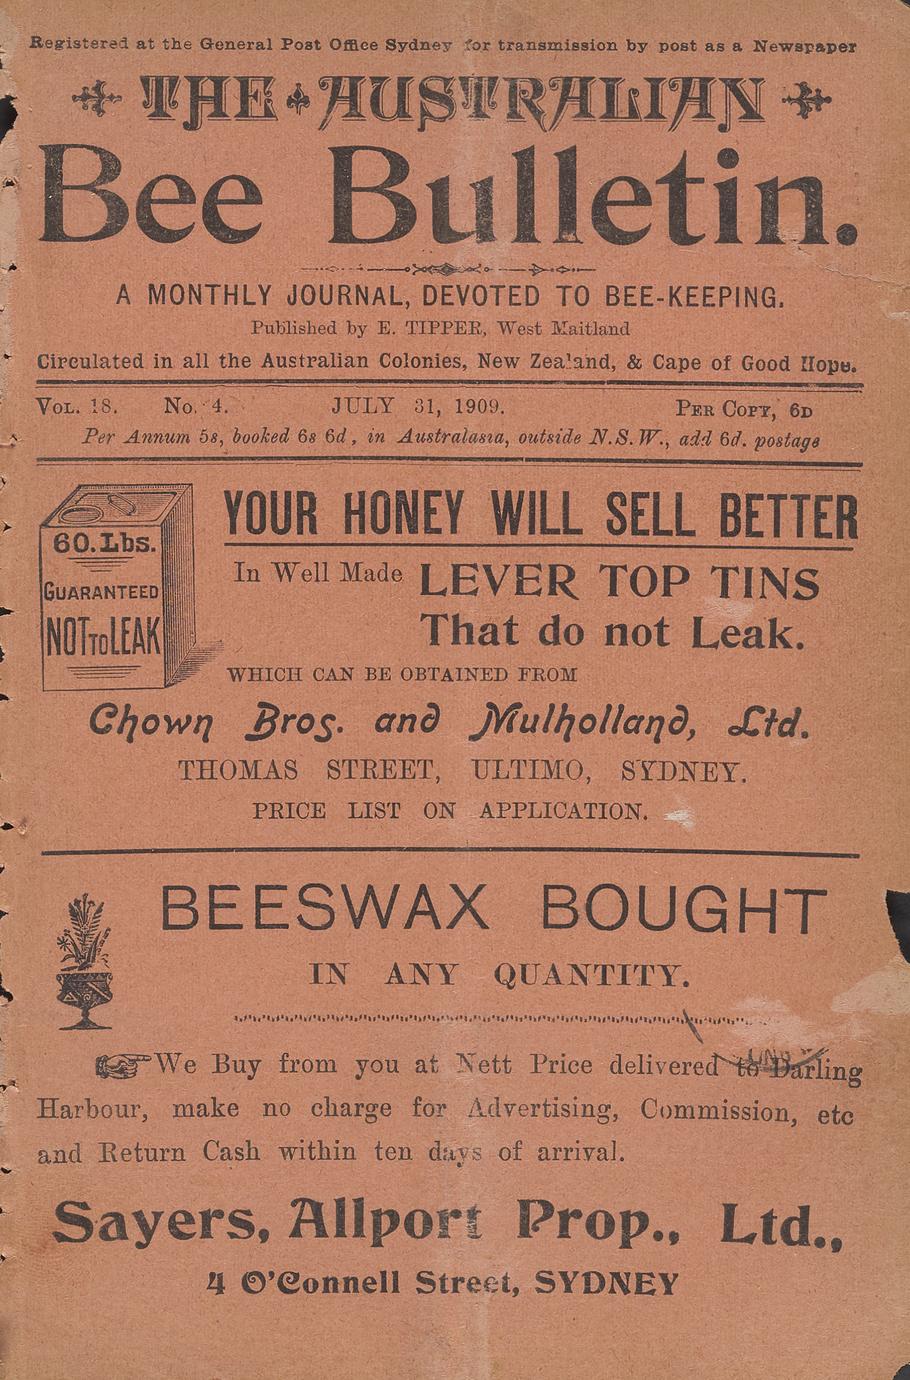 Registered at the General Post Office Sydney for transmission by post as a Newspaper
THE AUSTRALIAN
Bee Bulletin.
A MONTHLY JOURNAL, DEVOTED TO BEE-KEEPING.
Published by E. TIPPER, West Maitland
Circulated in all the Australian Colonies, New Zealand, & Cape of Good Hope.
VOL. 18. No. 4. JULY 31, 1909. PER COPY, 6D
Per Annum 5s, booked 6s 6d, in Australasia, outside N.S.W., add 6d. postage
60.Lbs.
GUARANTEED
NOT TO LEAK
YOUR HONEY WILL SELL BETTER
In Well Made LEVER TOP TINS
That do not Leak.
WHICH CAN BE OBTAINED FROM
Chown Bros. and Mulholland, Ltd.
THOMAS STREET, ULTIMO, SYDNEY.
PRICE LIST ON APPLICATION.
BEESWAX BOUGHT
IN ANY QUANTITY.
We Buy from you at Nett Price delivered to Darling
Harbour, make no charge for Advertising, Commission, etc
and Return Cash within ten days of arrival.
Sayers, Allport Prop., Ltd.,
4 O'Connell Street, SYDNEY